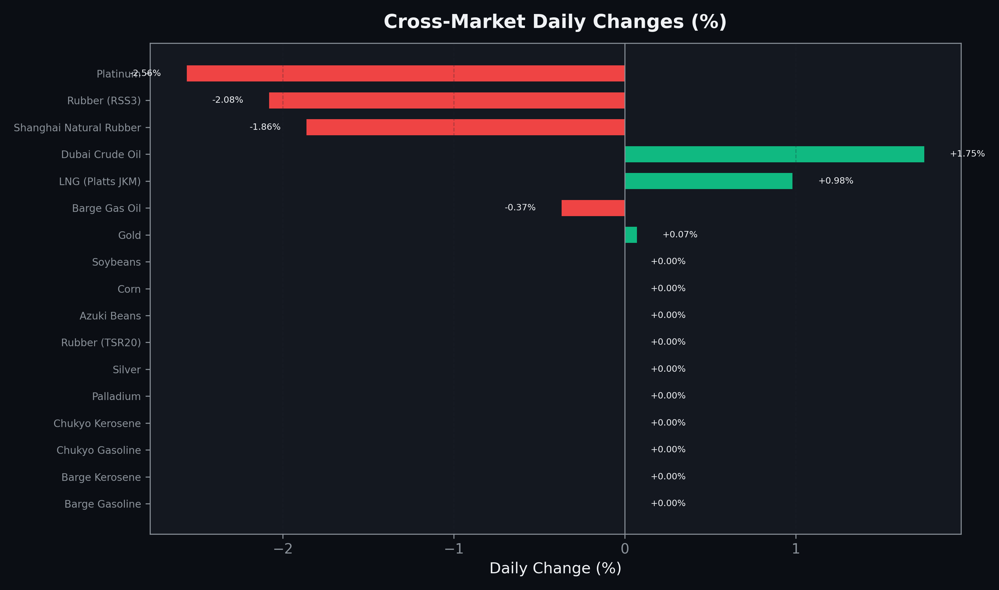 Cross-Market Daily Changes (%)
Platinum -2.56%
Rubber (RSS3) -2.08%
Shanghai Natural Rubber -1.86%
Dubai Crude Oil +1.75%
LNG (Platts JKM) +0.98%
Barge Gas Oil -0.37%
Gold +0.07%
Soybeans +0.00%
Corn +0.00%
Azuki Beans +0.00%
Rubber (TSR20) +0.00%
Silver +0.00%
Palladium +0.00%
Chukyo Kerosene +0.00%
Chukyo Gasoline +0.00%
Barge Kerosene +0.00%
Barge Gasoline +0.00%
−2 −1 0 1
Daily Change (%)